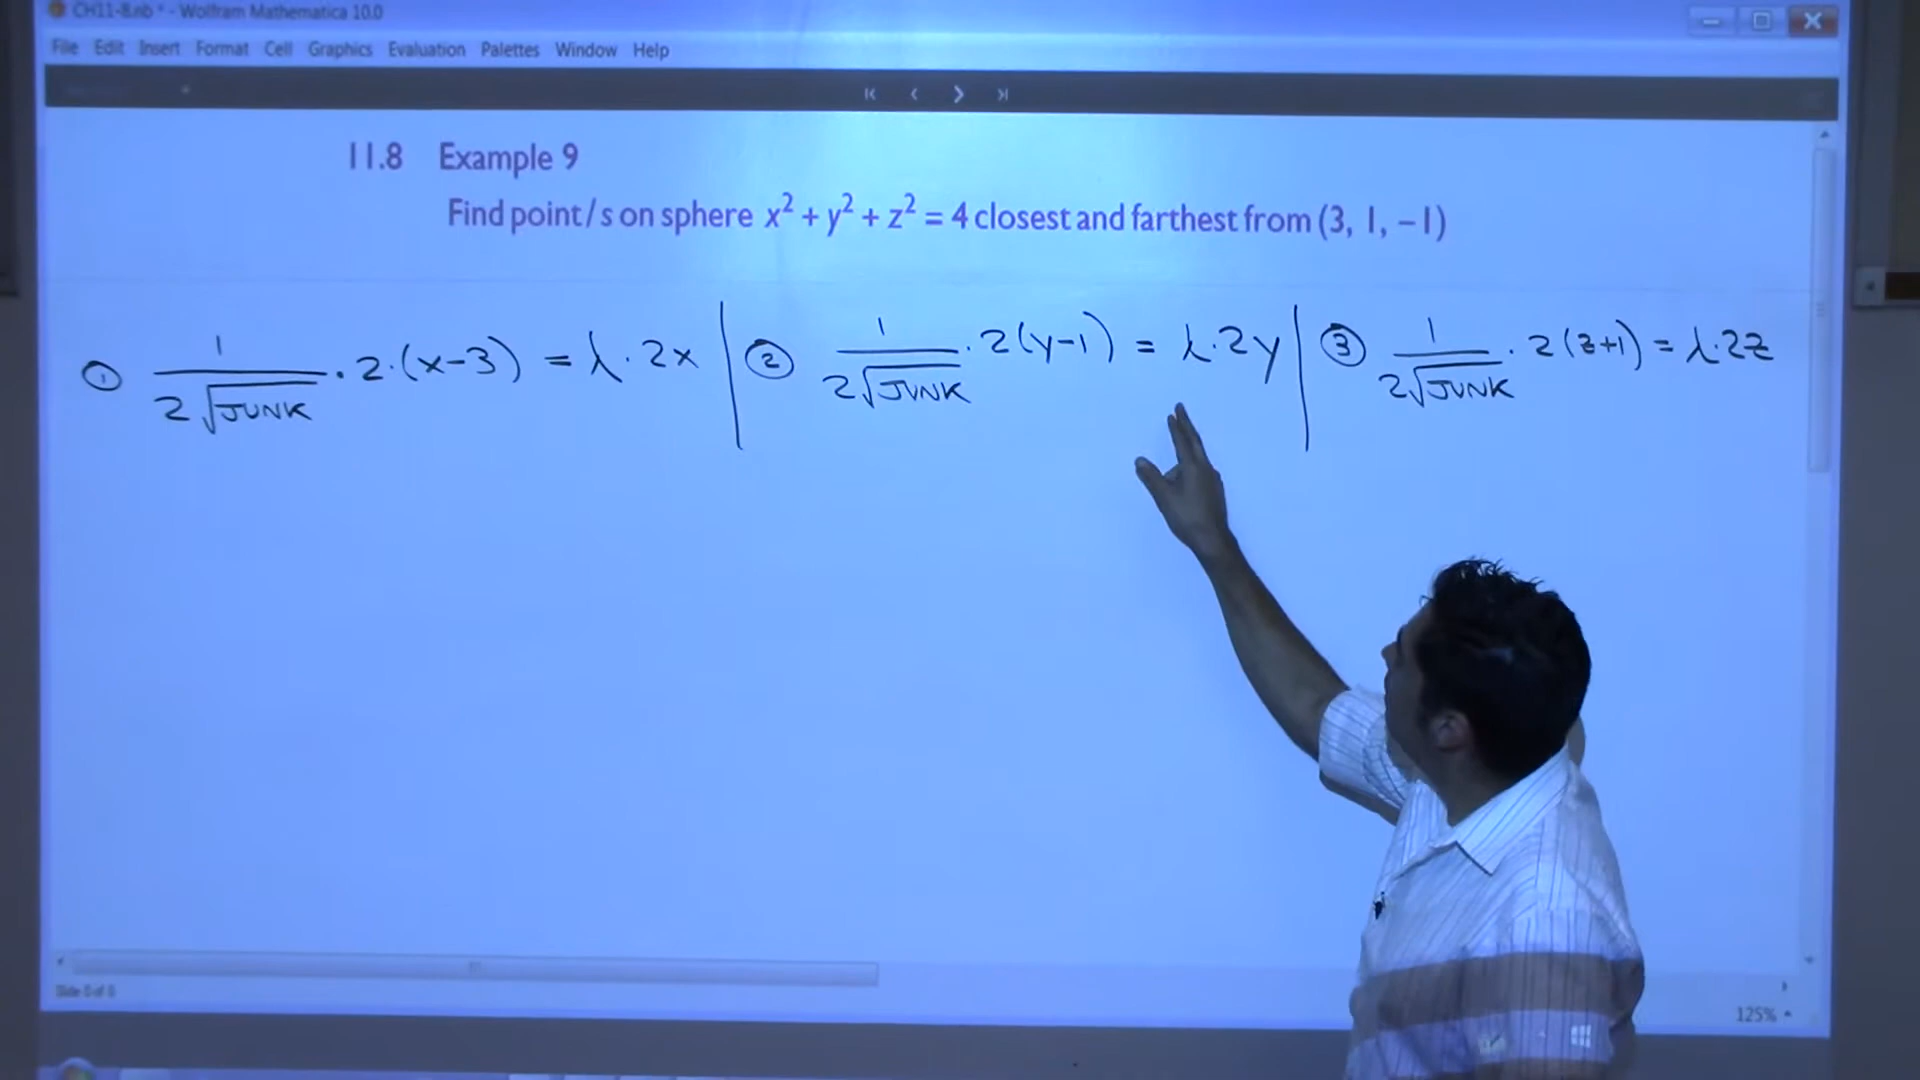 CH11-8.nb * - Wolfram Mathematica 10.0
File Edit Insert Format Cell Graphics Evaluation Palettes Window Help
11.8 Example 9
Find point/s on sphere x² + y² + z² = 4 closest and farthest from (3, 1, −1)
① 1/(2√JUNK) · 2·(x−3) = λ·2x | ② 1/(2√JUNK) · 2(y−1) = λ·2y | ③ 1/(2√JUNK) · 2(z+1) = λ·2z
125%